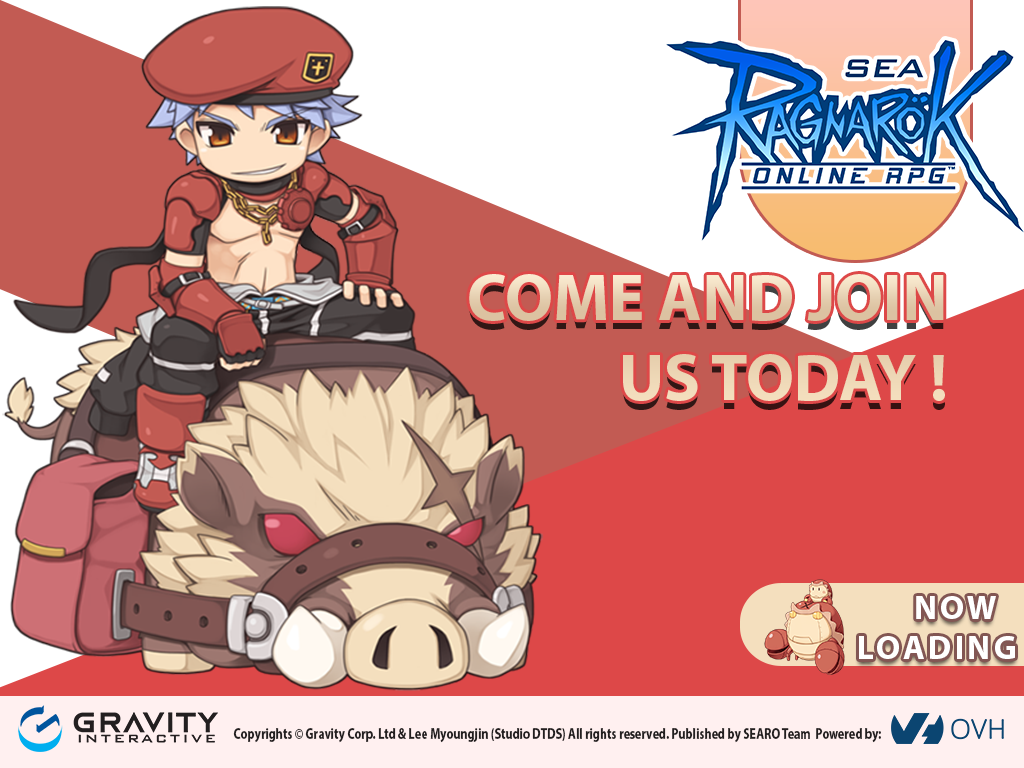 SEA
RAGNARÖK
ONLINE RPG™
COME AND JOIN
US TODAY !
NOW
LOADING
GRAVITY
INTERACTIVE
Copyrights © Gravity Corp. Ltd & Lee Myoungjin (Studio DTDS) All rights reserved. Published by SEARO Team Powered by:
OVH